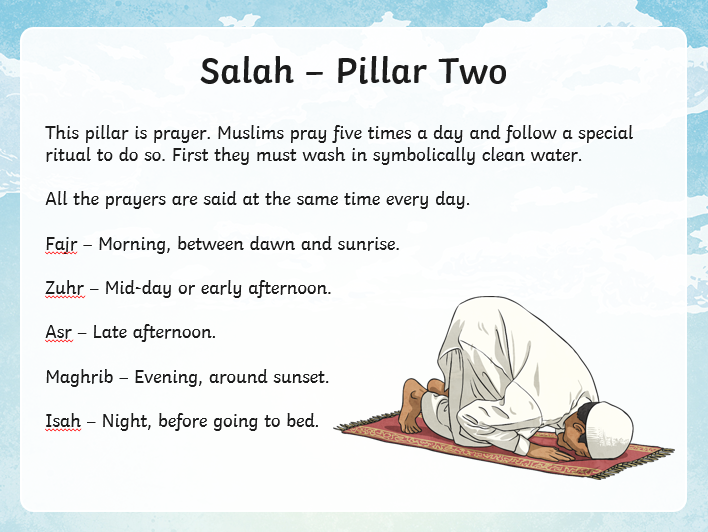 Salah – Pillar Two
This pillar is prayer. Muslims pray five times a day and follow a special
ritual to do so. First they must wash in symbolically clean water.
All the prayers are said at the same time every day.
Fajr – Morning, between dawn and sunrise.
Zuhr – Mid-day or early afternoon.
Asr – Late afternoon.
Maghrib – Evening, around sunset.
Isah – Night, before going to bed.